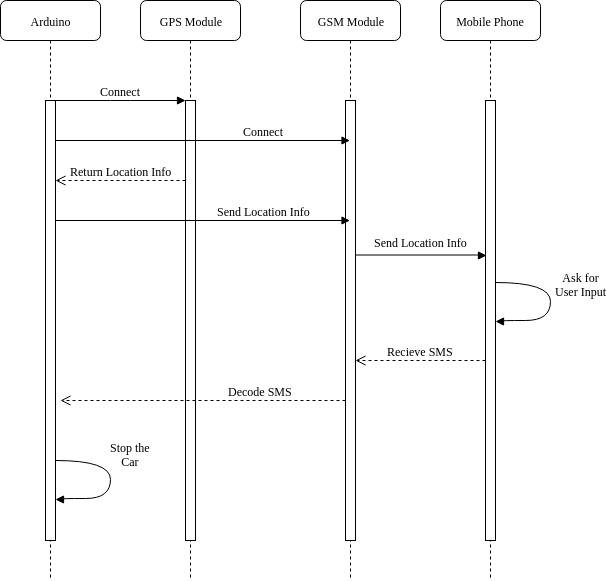 Arduino
GPS Module
GSM Module
Mobile Phone
Connect
Connect
Return Location Info
Send Location Info
Send Location Info
Ask for
User Input
Recieve SMS
Decode SMS
Stop the
Car